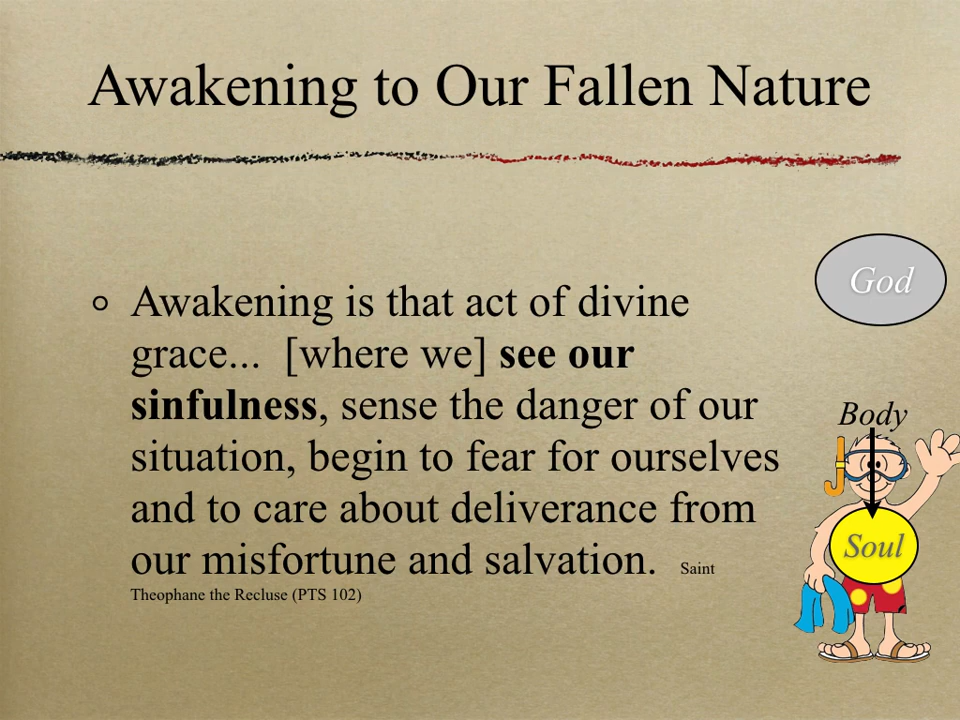 Awakening to Our Fallen Nature
Awakening is that act of divine
grace... [where we] see our
sinfulness, sense the danger of our
situation, begin to fear for ourselves
and to care about deliverance from
our misfortune and salvation. Saint
Theophane the Recluse (PTS 102)
God
Body
Soul